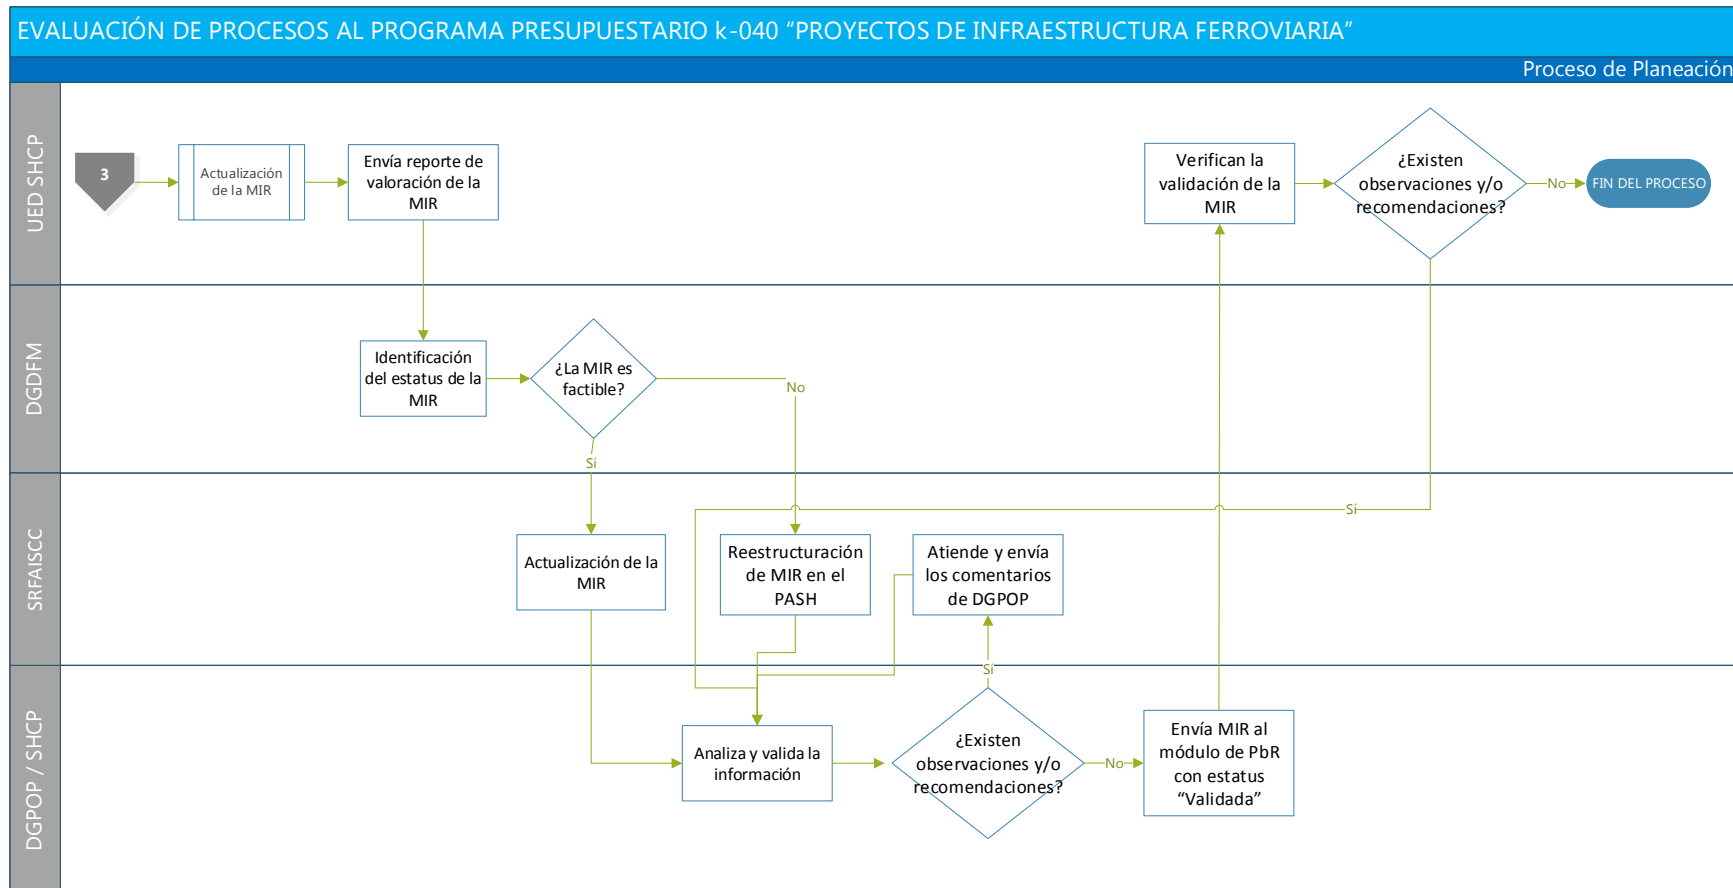 EVALUACIÓN DE PROCESOS AL PROGRAMA PRESUPUESTARIO k-040 “PROYECTOS DE INFRAESTRUCTURA FERROVIARIA”
Proceso de Planeación
UED SHCP
3
Actualización
de la MIR
Envía reporte de
valoración de la
MIR
Verifican la
validación de la
MIR
¿Existen
observaciones y/o
recomendaciones?
No
FIN DEL PROCESO
DGDFM
Identificación
del estatus de la
MIR
¿La MIR es
factible?
No
Sí
SRFAISCC
Sí
Actualización de la
MIR
Reestructuración
de MIR en el
PASH
Atiende y envía
los comentarios
de DGPOP
DGPOP / SHCP
Sí
Analiza y valida la
información
¿Existen
observaciones y/o
recomendaciones?
No
Envía MIR al
módulo de PbR
con estatus
“Validada”